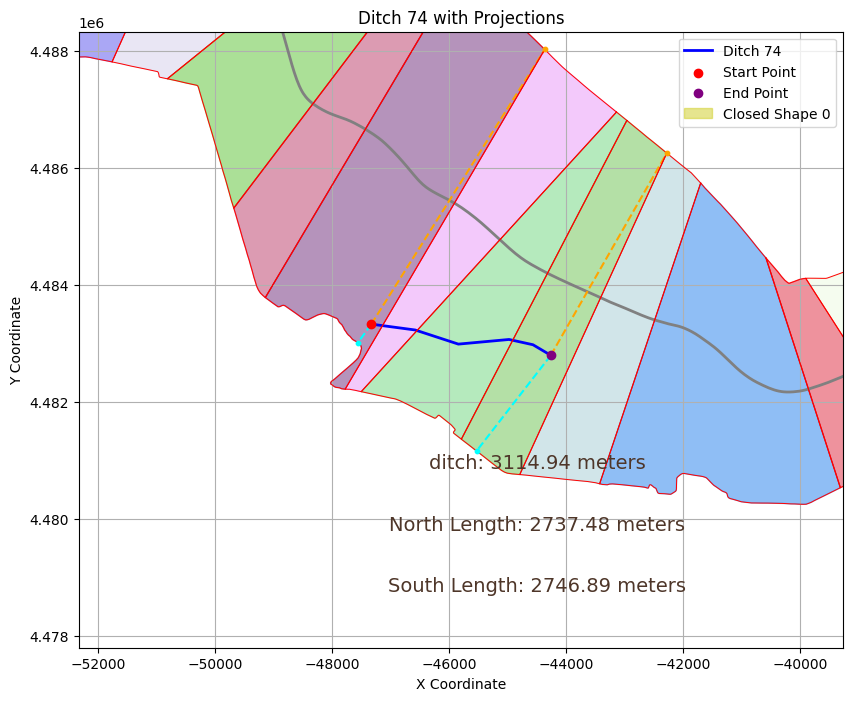 Ditch 74 with Projections
1e6
Ditch 74
Start Point
End Point
Closed Shape 0
4.488
4.486
4.484
4.482
4.480
4.478
Y Coordinate
ditch: 3114.94 meters
North Length: 2737.48 meters
South Length: 2746.89 meters
−52000 −50000 −48000 −46000 −44000 −42000 −40000
X Coordinate